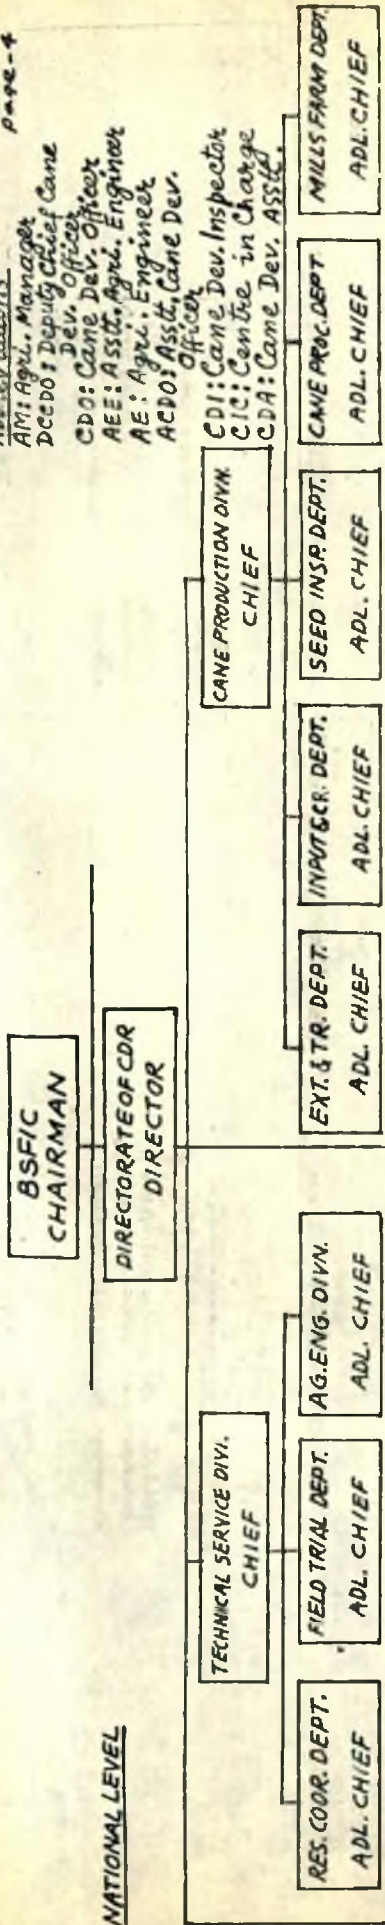 page-4
AM: Agri. Manager
DCCDO: Deputy Chief Cane
Dev. Officer
CDO: Cane Dev. Officer
AEE: Asstt. Agri. Engineer
AE: Agri. Engineer
ACDO: Asstt. Cane Dev.
Officer
CDI: Cane Dev. Inspector
CIC: Centre in Charge
CDA: Cane Dev. Asstt.
BSFIC
CHAIRMAN
NATIONAL LEVEL
DIRECTORATE OF CDR
DIRECTOR
TECHNICAL SERVICE DIVI.
CHIEF
CANE PRODUCTION DIVN.
CHIEF
RES. COOR. DEPT.
ADL. CHIEF
FIELD TRIAL DEPT.
ADL. CHIEF
AG. ENG. DIVN.
ADL. CHIEF
EXT. & TR. DEPT.
ADL. CHIEF
INPUT & CR. DEPT.
ADL. CHIEF
SEED INSP. DEPT.
ADL. CHIEF
CANE PROC. DEPT
ADL. CHIEF
MILLS FARM DEPT.
ADL. CHIEF